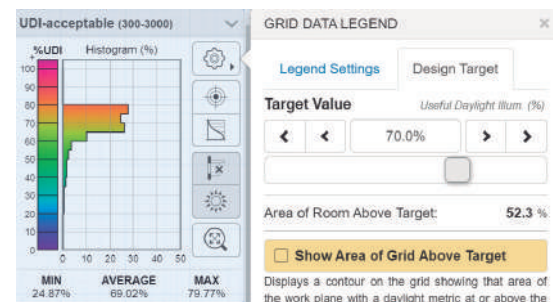 UDI-acceptable (300-3000)
%UDI Histogram (%)
100
90
80
70
60
50
40
30
20
10
0
0 10 20 30 40 50
MIN AVERAGE MAX
24.87% 69.02% 79.77%
GRID DATA LEGEND ×
Legend Settings Design Target
Target Value Useful Daylight Illum. (%)
70.0%
Area of Room Above Target: 52.3 %
Show Area of Grid Above Target
Displays a contour on the grid showing that area of
the work plane with a daylight metric at or above the